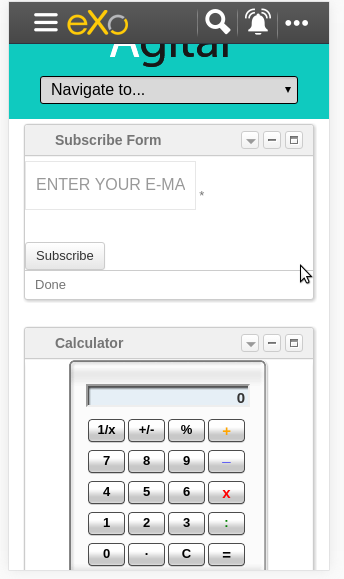 eXo
Agital
Navigate to...
Subscribe Form
ENTER YOUR E-MA
*
Subscribe
Done
Calculator
0
1/x +/- % +
7 8 9 –
4 5 6 x
1 2 3 :
0 . C =